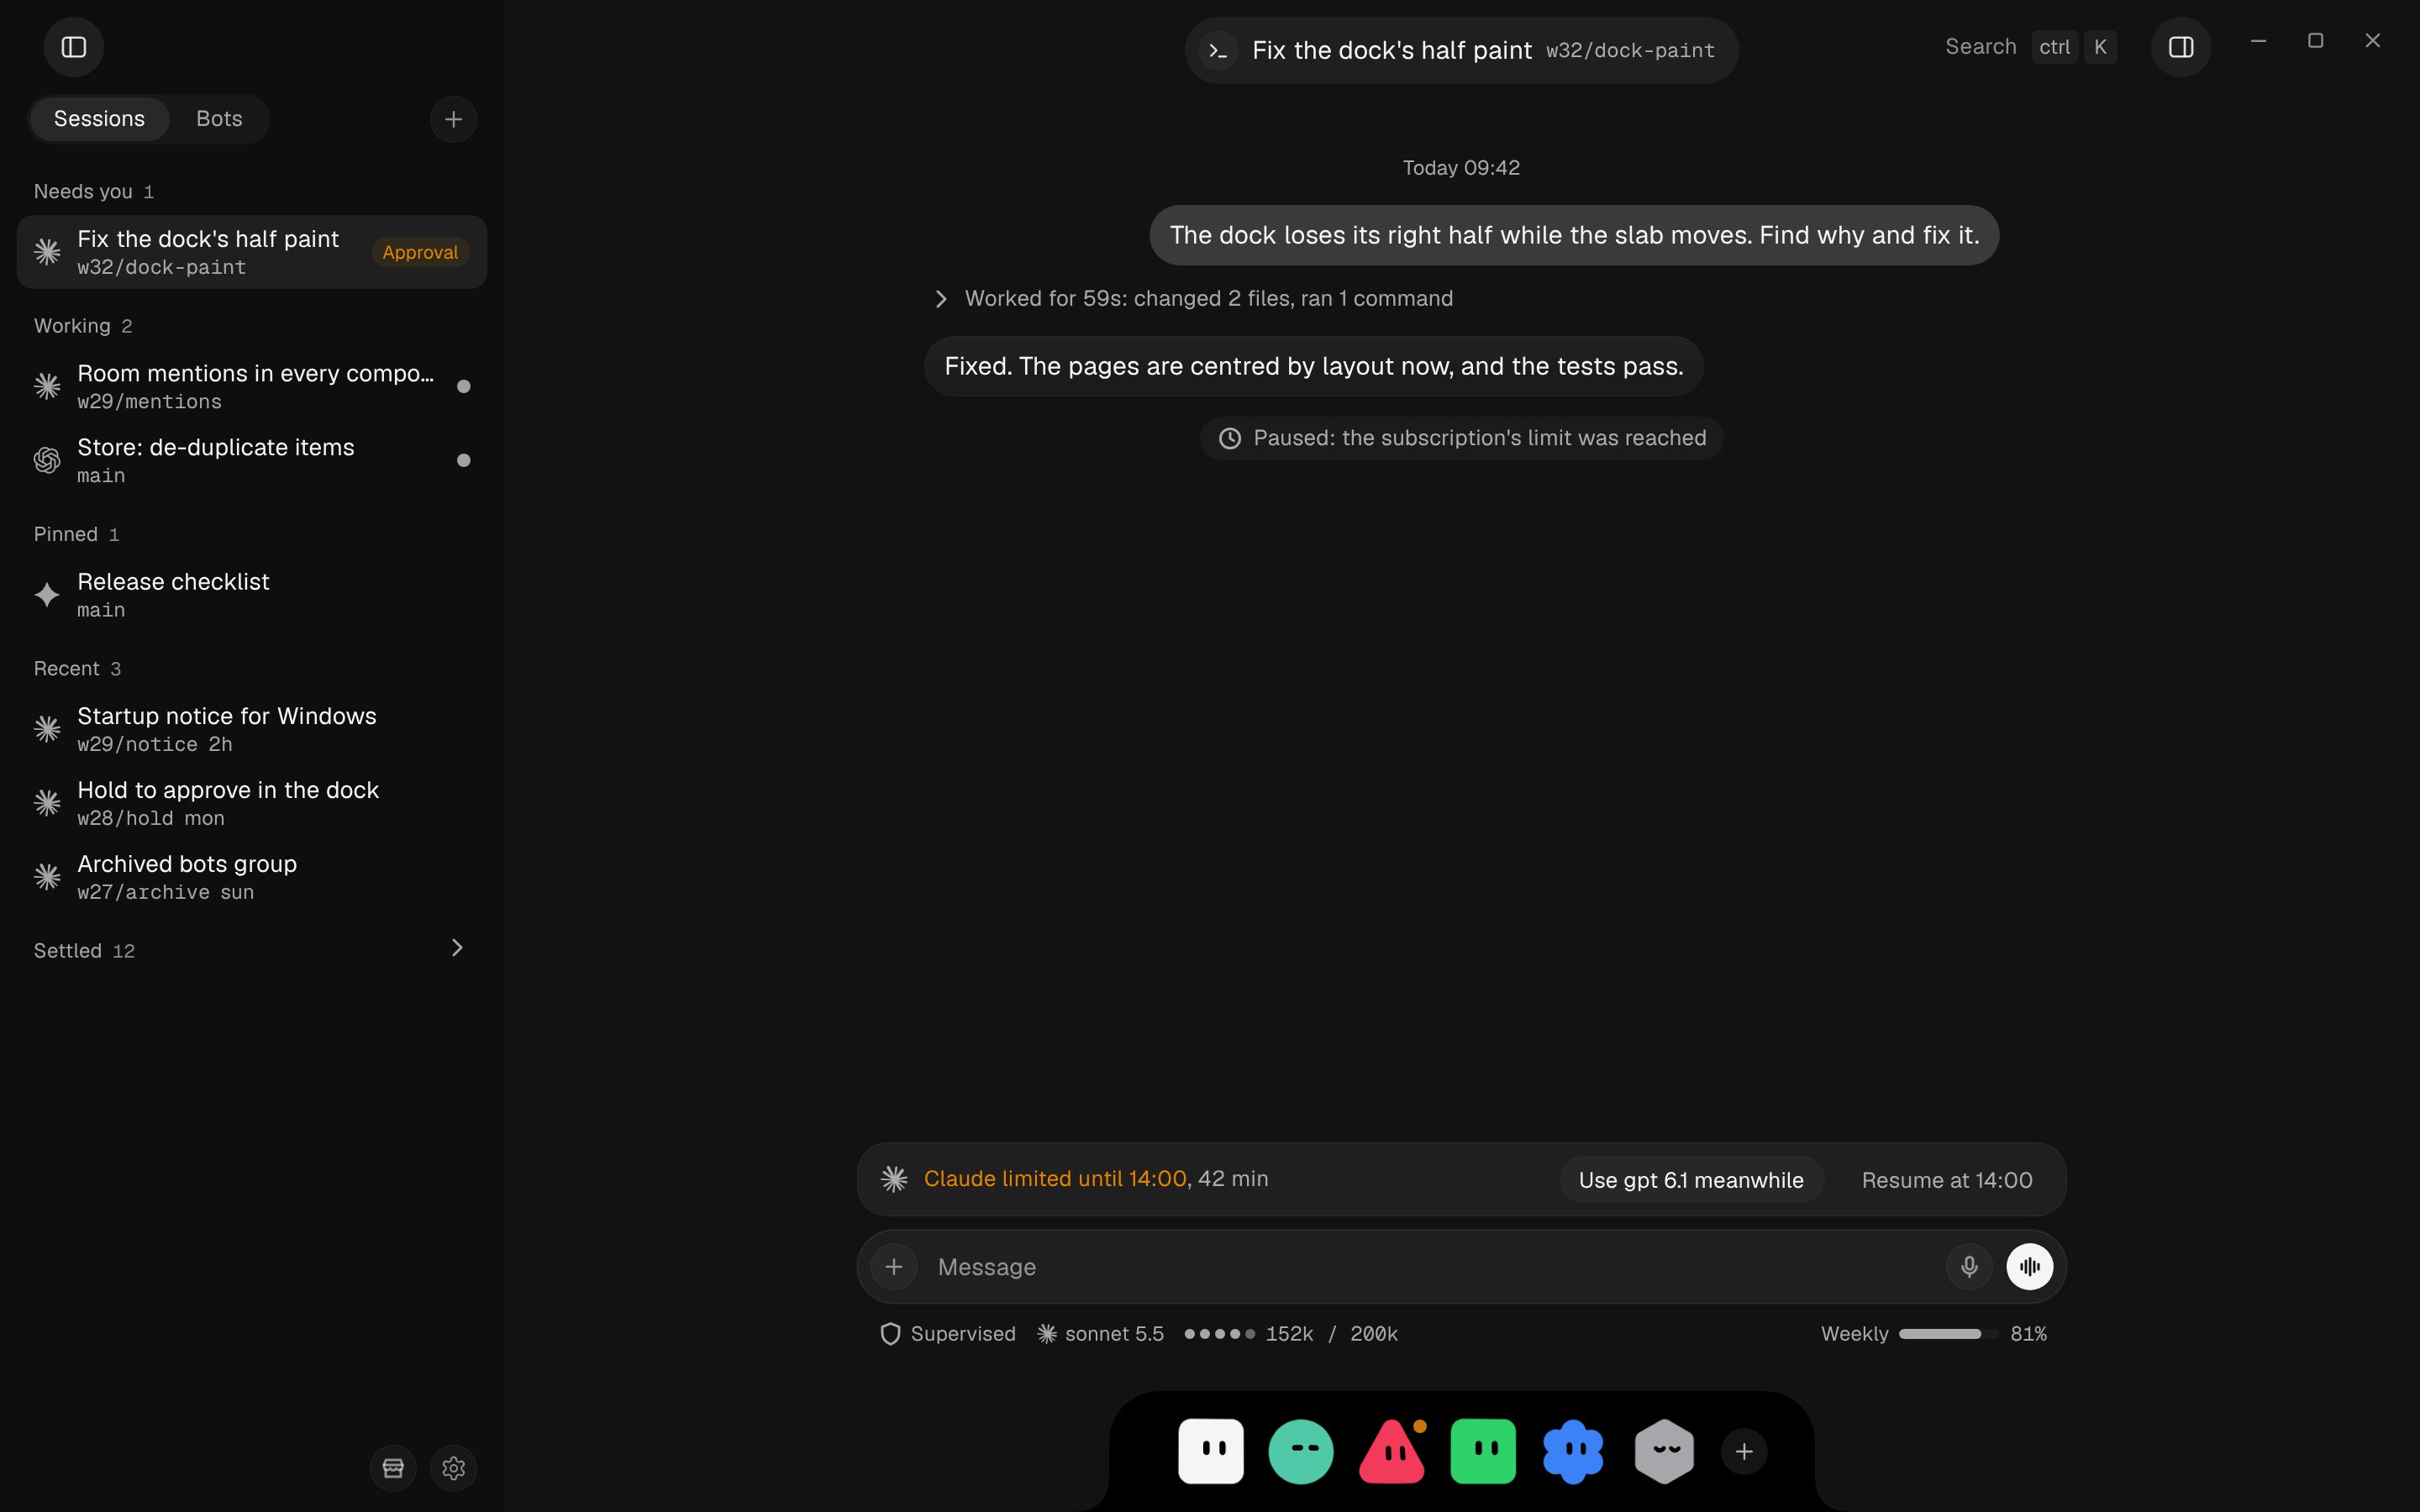 Fix the dock's half paint w32/dock-paint
Search ctrl K
Sessions Bots
Needs you 1
Fix the dock's half paint
w32/dock-paint
Approval
Working 2
Room mentions in every compo…
w29/mentions
Store: de-duplicate items
main
Pinned 1
Release checklist
main
Recent 3
Startup notice for Windows
w29/notice 2h
Hold to approve in the dock
w28/hold mon
Archived bots group
w27/archive sun
Settled 12
Today 09:42
The dock loses its right half while the slab moves. Find why and fix it.
Worked for 59s: changed 2 files, ran 1 command
Fixed. The pages are centred by layout now, and the tests pass.
Paused: the subscription's limit was reached
Claude limited until 14:00, 42 min
Use gpt 6.1 meanwhile
Resume at 14:00
Message
Supervised sonnet 5.5 152k / 200k
Weekly 81%